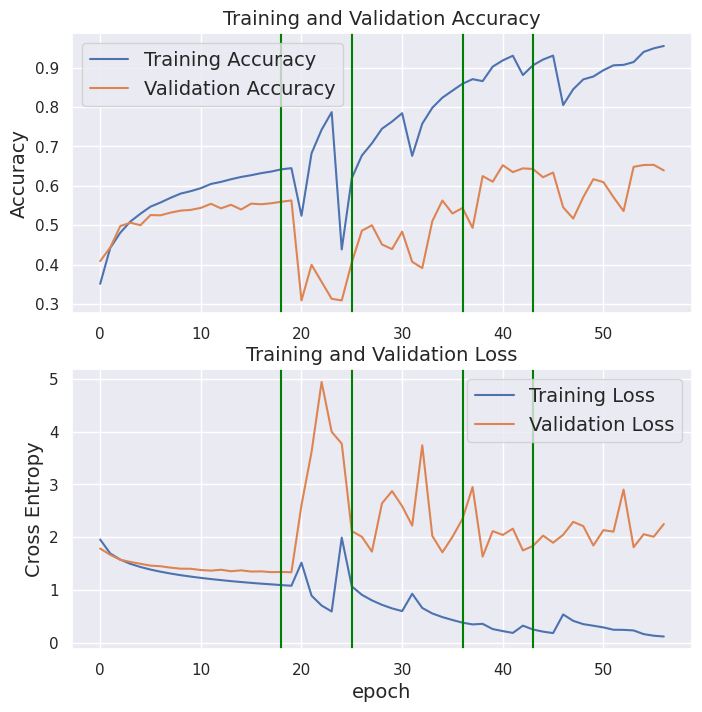 Training and Validation Accuracy
Training Accuracy
Validation Accuracy
Accuracy
0.9
0.8
0.7
0.6
0.5
0.4
0.3
0 10 20 30 40 50
Training and Validation Loss
Training Loss
Validation Loss
Cross Entropy
5
4
3
2
1
0
0 10 20 30 40 50
epoch